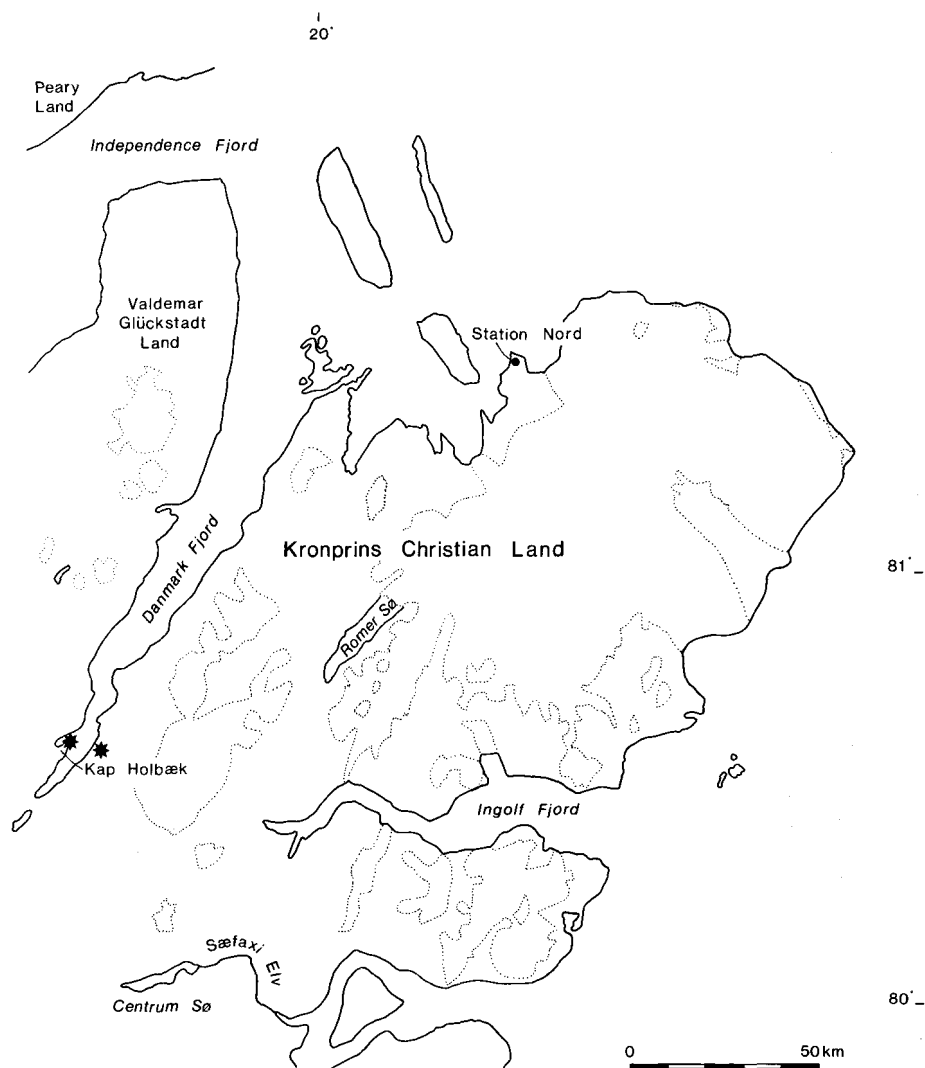 20°
Peary
Land
Independence Fjord
Valdemar
Glückstadt
Land
Station Nord
Danmark Fjord
Kronprins Christian Land
81°
Romer Sø
Kap Holbæk
Ingolf Fjord
Sæfaxi Elv
Centrum Sø
80°
0 50 km